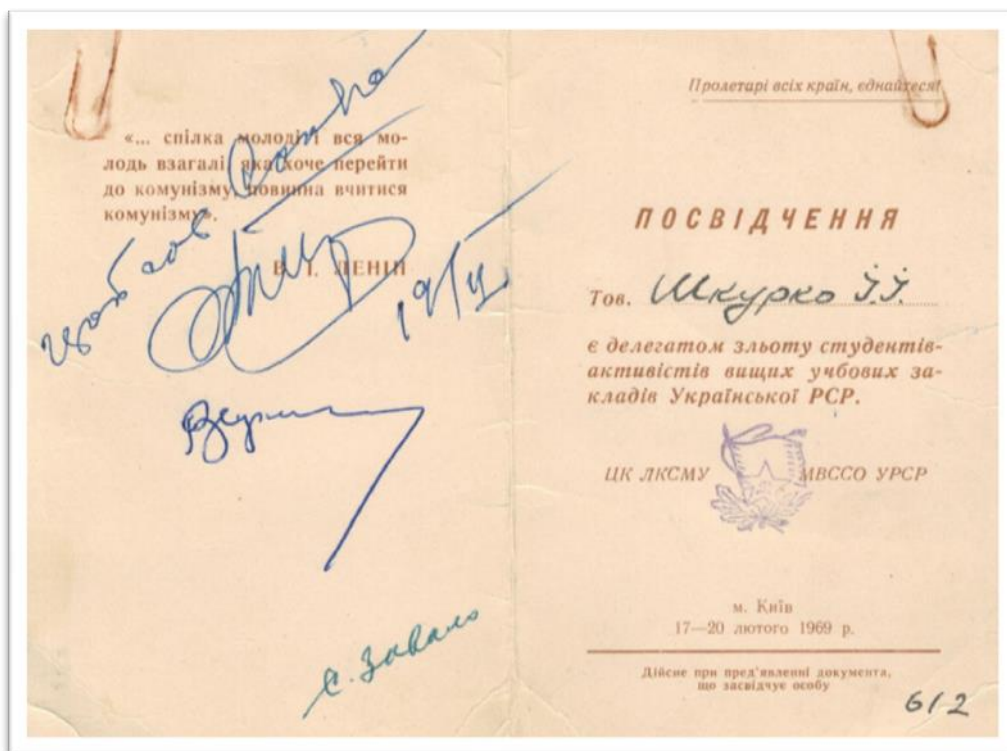 «... спілка молоді і вся мо-
лодь взагалі, яка хоче перейти
до комунізму, повинна вчитися
комунізму».
В. І. ЛЕНІН
С. Завало
Пролетарі всіх країн, єднайтеся!
ПОСВІДЧЕННЯ
Тов. Шкурко І.І.
є делегатом зльоту студентів-
активістів вищих учбових за-
кладів Української РСР.
ЦК ЛКСМУ МВССО УРСР
м. Київ
17—20 лютого 1969 р.
Дійсне при пред'явленні документа,
що засвідчує особу
612